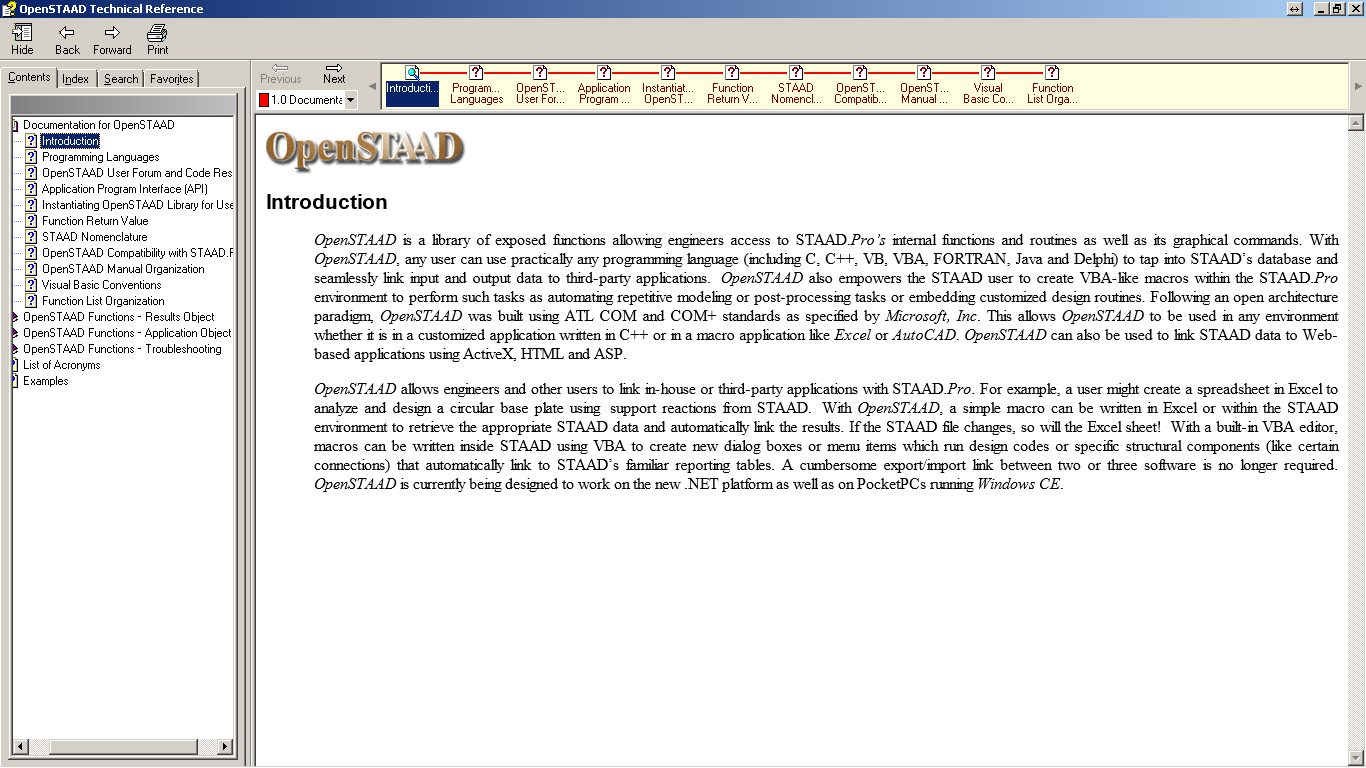 OpenSTAAD Technical Reference
Hide Back Forward Print
Contents Index Search Favorites
Previous Next
1.0 Documenta
Introducti... Program... OpenST... Application Instantiat... Function STAAD OpenST... OpenST... Visual Function
Languages User For... Program ... OpenST... Return V... Nomencl... Compatib... Manual ... Basic Co... List Orga...
Documentation for OpenSTAAD
Introduction
Programming Languages
OpenSTAAD User Forum and Code Res
Application Program Interface (API)
Instantiating OpenSTAAD Library for Use
Function Return Value
STAAD Nomenclature
OpenSTAAD Compatibility with STAAD.F
OpenSTAAD Manual Organization
Visual Basic Conventions
Function List Organization
OpenSTAAD Functions - Results Object
OpenSTAAD Functions - Application Object
OpenSTAAD Functions - Troubleshooting
List of Acronyms
Examples
OpenSTAAD
Introduction
OpenSTAAD is a library of exposed functions allowing engineers access to STAAD.Pro’s internal functions and routines as well as its graphical commands. With
OpenSTAAD, any user can use practically any programming language (including C, C++, VB, VBA, FORTRAN, Java and Delphi) to tap into STAAD’s database and
seamlessly link input and output data to third-party applications. OpenSTAAD also empowers the STAAD user to create VBA-like macros within the STAAD.Pro
environment to perform such tasks as automating repetitive modeling or post-processing tasks or embedding customized design routines. Following an open architecture
paradigm, OpenSTAAD was built using ATL COM and COM+ standards as specified by Microsoft, Inc. This allows OpenSTAAD to be used in any environment
whether it is in a customized application written in C++ or in a macro application like Excel or AutoCAD. OpenSTAAD can also be used to link STAAD data to Web-
based applications using ActiveX, HTML and ASP.
OpenSTAAD allows engineers and other users to link in-house or third-party applications with STAAD.Pro. For example, a user might create a spreadsheet in Excel to
analyze and design a circular base plate using support reactions from STAAD. With OpenSTAAD, a simple macro can be written in Excel or within the STAAD
environment to retrieve the appropriate STAAD data and automatically link the results. If the STAAD file changes, so will the Excel sheet! With a built-in VBA editor,
macros can be written inside STAAD using VBA to create new dialog boxes or menu items which run design codes or specific structural components (like certain
connections) that automatically link to STAAD’s familiar reporting tables. A cumbersome export/import link between two or three software is no longer required.
OpenSTAAD is currently being designed to work on the new .NET platform as well as on PocketPCs running Windows CE.